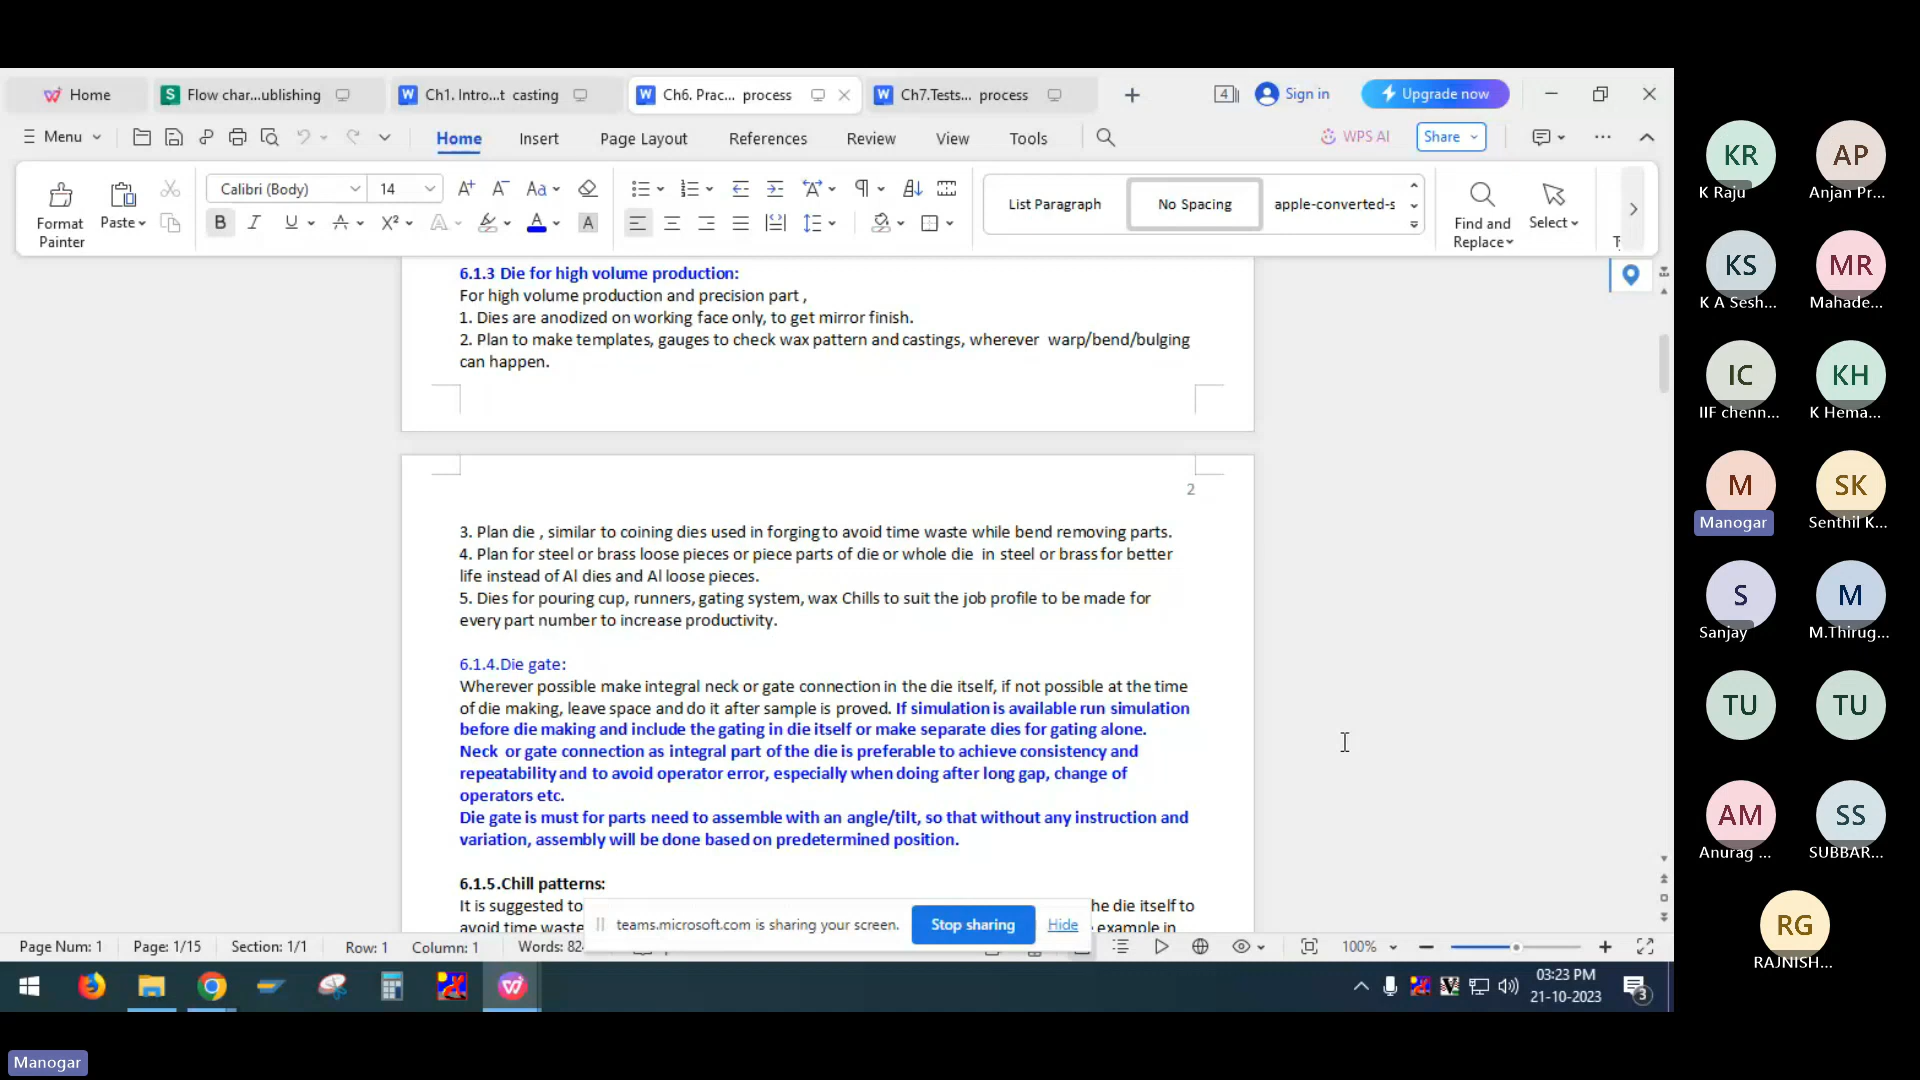 Home
Flow char...ublishing
Ch1. Intro...t casting
Ch6. Prac... process
Ch7.Tests... process
4
Sign in
Upgrade now
Menu
Home
Insert
Page Layout
References
Review
View
Tools
WPS AI
Share
Format
Painter
Paste
Calibri (Body)
14
List Paragraph
No Spacing
apple-converted-s
Find and
Replace
Select
6.1.3 Die for high volume production:
For high volume production and precision part ,
1. Dies are anodized on working face only, to get mirror finish.
2. Plan to make templates, gauges to check wax pattern and castings, wherever warp/bend/bulging
can happen.
2
3. Plan die , similar to coining dies used in forging to avoid time waste while bend removing parts.
4. Plan for steel or brass loose pieces or piece parts of die or whole die in steel or brass for better
life instead of Al dies and Al loose pieces.
5. Dies for pouring cup, runners, gating system, wax Chills to suit the job profile to be made for
every part number to increase productivity.
6.1.4.Die gate:
Wherever possible make integral neck or gate connection in the die itself, if not possible at the time
of die making, leave space and do it after sample is proved. If simulation is available run simulation
before die making and include the gating in die itself or make separate dies for gating alone.
Neck or gate connection as integral part of the die is preferable to achieve consistency and
repeatability and to avoid operator error, especially when doing after long gap, change of
operators etc.
Die gate is must for parts need to assemble with an angle/tilt, so that without any instruction and
variation, assembly will be done based on predetermined position.
6.1.5.Chill patterns:
It is suggested to he die itself to
avoid time waste example in
teams.microsoft.com is sharing your screen.
Stop sharing
Hide
Page Num: 1
Page: 1/15
Section: 1/1
Row: 1
Column: 1
Words: 82
100%
03:23 PM
21-10-2023
3
KR
K Raju
AP
Anjan Pr...
KS
K A Sesh...
MR
Mahade...
IC
IIF chenn...
KH
K Hema...
M
Manogar
SK
Senthil K...
S
Sanjay
M
M.Thirug...
TU
TU
AM
Anurag ...
SS
SUBBAR...
RG
RAJNISH...
Manogar